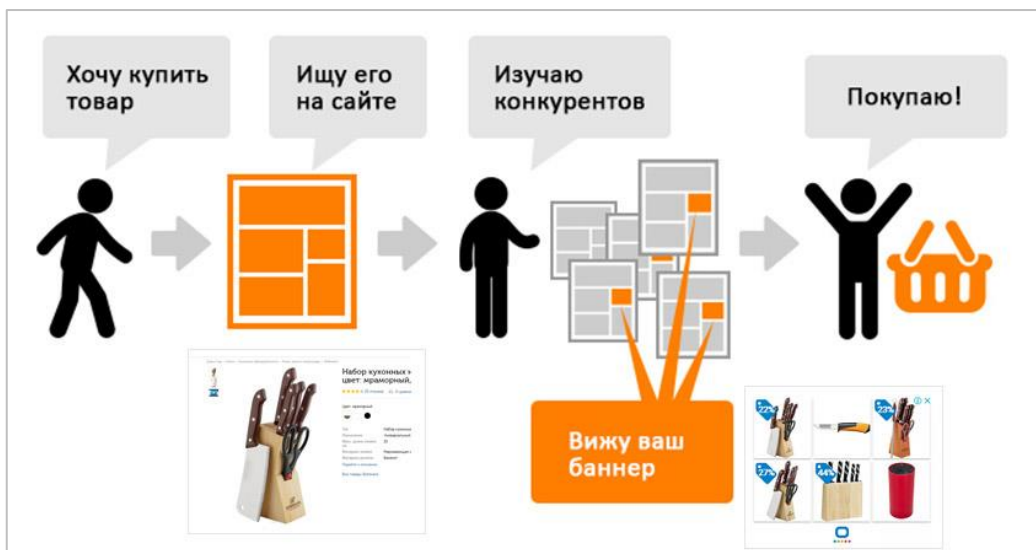 Хочу купить
товар
Ищу его
на сайте
Изучаю
конкурентов
Покупаю!
Вижу ваш
баннер
Набор кухонных
цвет: мраморный,
22%
23%
27%
44%